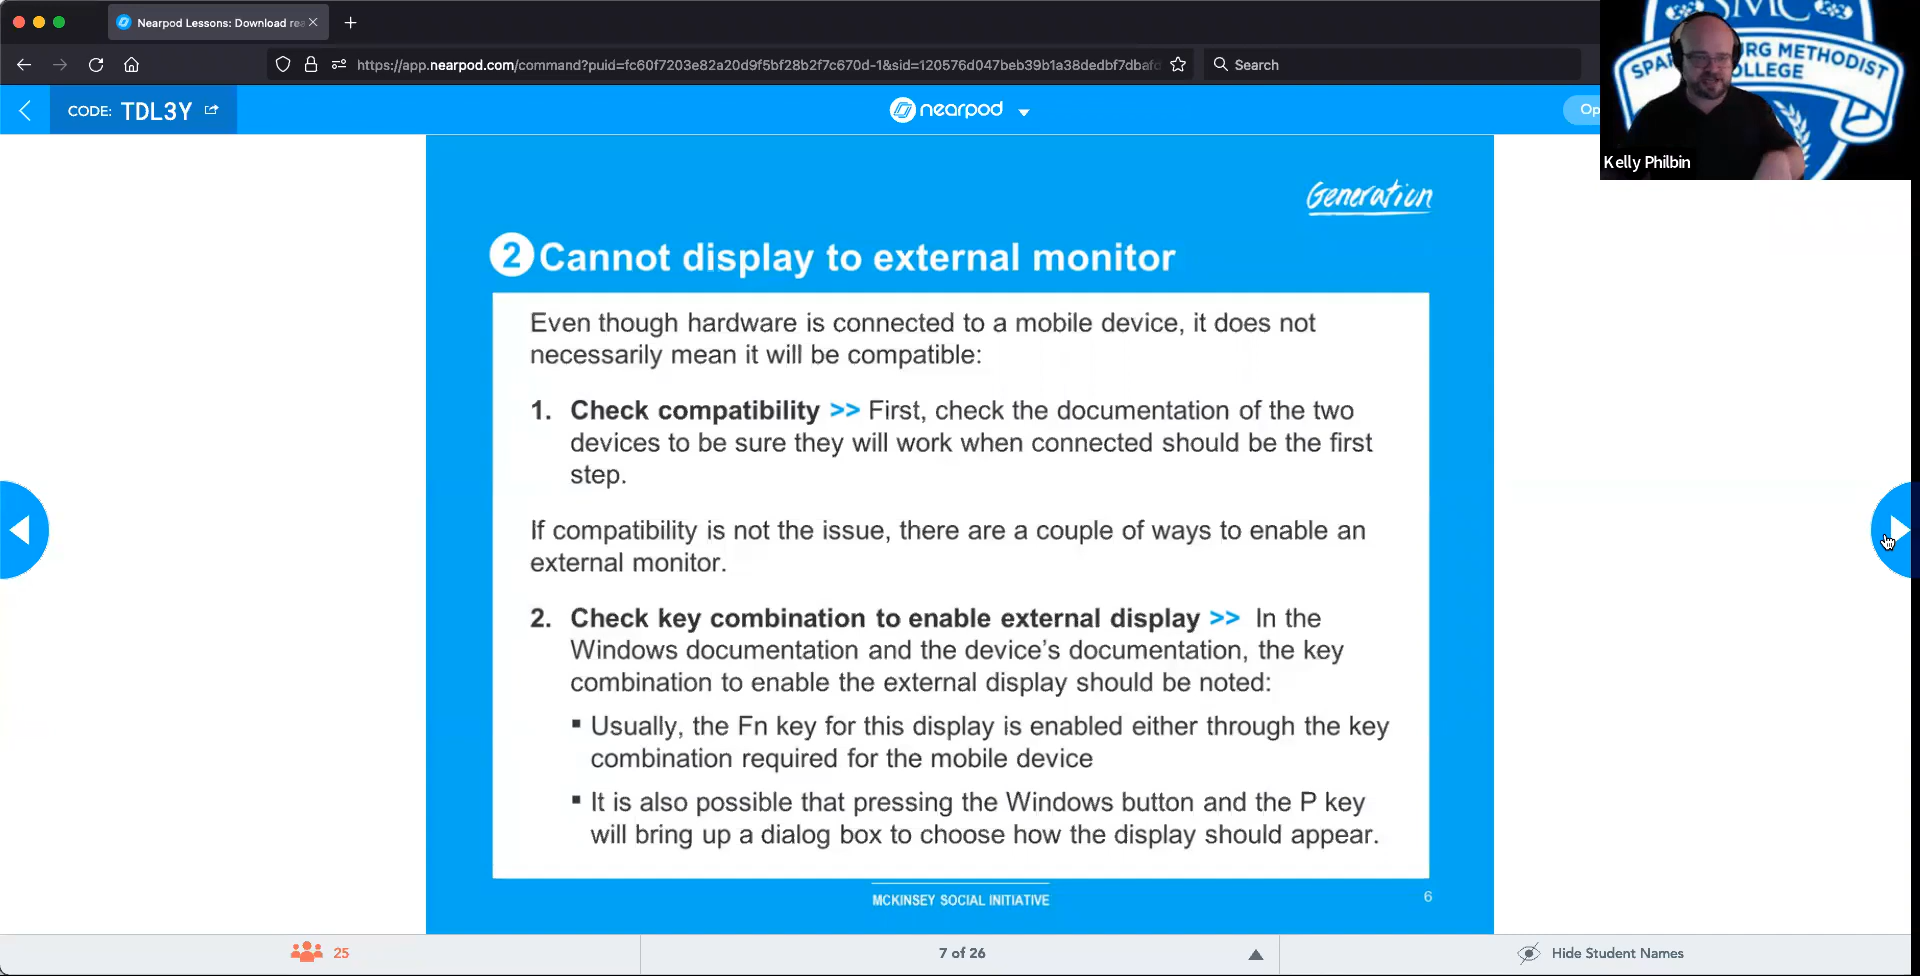 Nearpod Lessons: Download rea
https://app.nearpod.com/command?puid=fc60f7203e82a20d9f5bf28b2f7c670d-1&sid=120576d047beb39b1a38dedbf7dbafd
Search
CODE: TDL3Y
nearpod
Op
SMC
METHODIST
COLLEGE
Kelly Philbin
Generation
2 Cannot display to external monitor
Even though hardware is connected to a mobile device, it does not
necessarily mean it will be compatible:
1. Check compatibility >> First, check the documentation of the two
devices to be sure they will work when connected should be the first
step.
If compatibility is not the issue, there are a couple of ways to enable an
external monitor.
2. Check key combination to enable external display >> In the
Windows documentation and the device's documentation, the key
combination to enable the external display should be noted:
▪ Usually, the Fn key for this display is enabled either through the key
combination required for the mobile device
▪ It is also possible that pressing the Windows button and the P key
will bring up a dialog box to choose how the display should appear.
MCKINSEY SOCIAL INITIATIVE
6
25
7 of 26
Hide Student Names